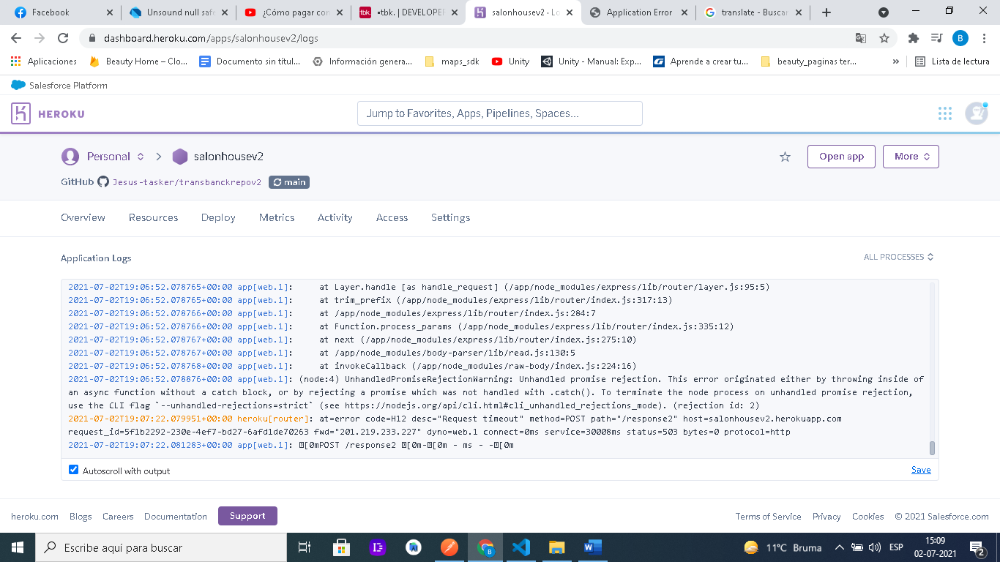 Facebook
Unsound null safe
¿Cómo pagar con
•tbk. | DEVELOPER
salonhousev2 · Lo
Application Error
translate - Buscar
dashboard.heroku.com/apps/salonhousev2/logs
B
Aplicaciones
Beauty Home – Clo...
Documento sin títul...
Información genera...
maps_sdk
Unity
Unity - Manual: Exp...
Aprende a crear tu...
beauty_paginas ter...
»
Lista de lectura
Salesforce Platform
HEROKU
Jump to Favorites, Apps, Pipelines, Spaces...
Personal
salonhousev2
Open app
More
GitHub
Jesus-tasker/transbanckrepov2
main
Overview
Resources
Deploy
Metrics
Activity
Access
Settings
Application Logs
ALL PROCESSES
2021-07-02T19:06:52.078765+00:00 app[web.1]:     at Layer.handle [as handle_request] (/app/node_modules/express/lib/router/layer.js:95:5)
2021-07-02T19:06:52.078765+00:00 app[web.1]:     at trim_prefix (/app/node_modules/express/lib/router/index.js:317:13)
2021-07-02T19:06:52.078766+00:00 app[web.1]:     at /app/node_modules/express/lib/router/index.js:284:7
2021-07-02T19:06:52.078766+00:00 app[web.1]:     at Function.process_params (/app/node_modules/express/lib/router/index.js:335:12)
2021-07-02T19:06:52.078767+00:00 app[web.1]:     at next (/app/node_modules/express/lib/router/index.js:275:10)
2021-07-02T19:06:52.078767+00:00 app[web.1]:     at /app/node_modules/body-parser/lib/read.js:130:5
2021-07-02T19:06:52.078768+00:00 app[web.1]:     at invokeCallback (/app/node_modules/raw-body/index.js:224:16)
2021-07-02T19:06:52.078876+00:00 app[web.1]: (node:4) UnhandledPromiseRejectionWarning: Unhandled promise rejection. This error originated either by throwing inside of
an async function without a catch block, or by rejecting a promise which was not handled with .catch(). To terminate the node process on unhandled promise rejection,
use the CLI flag `--unhandled-rejections=strict` (see https://nodejs.org/api/cli.html#cli_unhandled_rejections_mode). (rejection id: 2)
2021-07-02T19:07:22.079951+00:00 heroku[router]: at=error code=H12 desc="Request timeout" method=POST path="/response2" host=salonhousev2.herokuapp.com
request_id=5f1b2292-230e-4ef7-bd27-6afd1de70263 fwd="201.219.233.227" dyno=web.1 connect=0ms service=30008ms status=503 bytes=0 protocol=http
2021-07-02T19:07:22.081283+00:00 app[web.1]: [0mPOST /response2 [0m-[0m - ms - -[0m
Autoscroll with output
Save
heroku.com
Blogs
Careers
Documentation
Support
Terms of Service
Privacy
Cookies
© 2021 Salesforce.com
Escribe aquí para buscar
11°C Bruma
ESP
15:09
02-07-2021
2